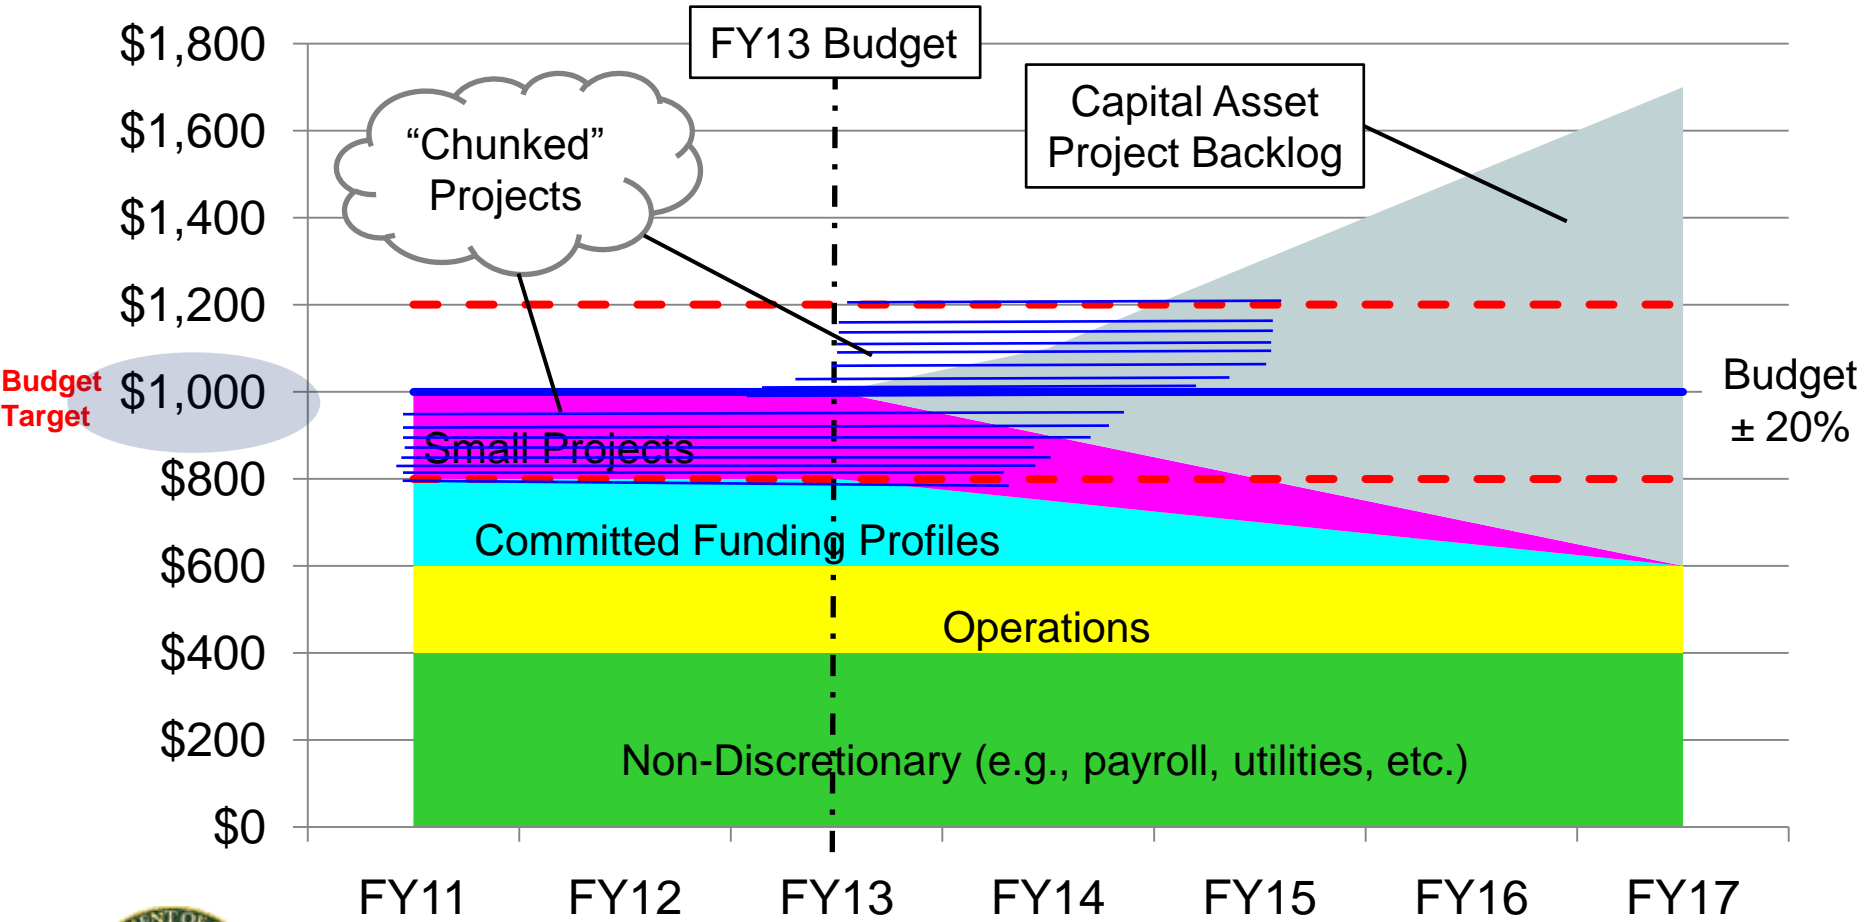 $1,800
$1,600
$1,400
$1,200
$1,000
$800
$600
$400
$200
$0
Budget
Target
FY13 Budget
“Chunked”
Projects
Capital Asset
Project Backlog
Budget
± 20%
Small Projects
Committed Funding Profiles
Operations
Non-Discretionary (e.g., payroll, utilities, etc.)
FY11
FY12
FY13
FY14
FY15
FY16
FY17